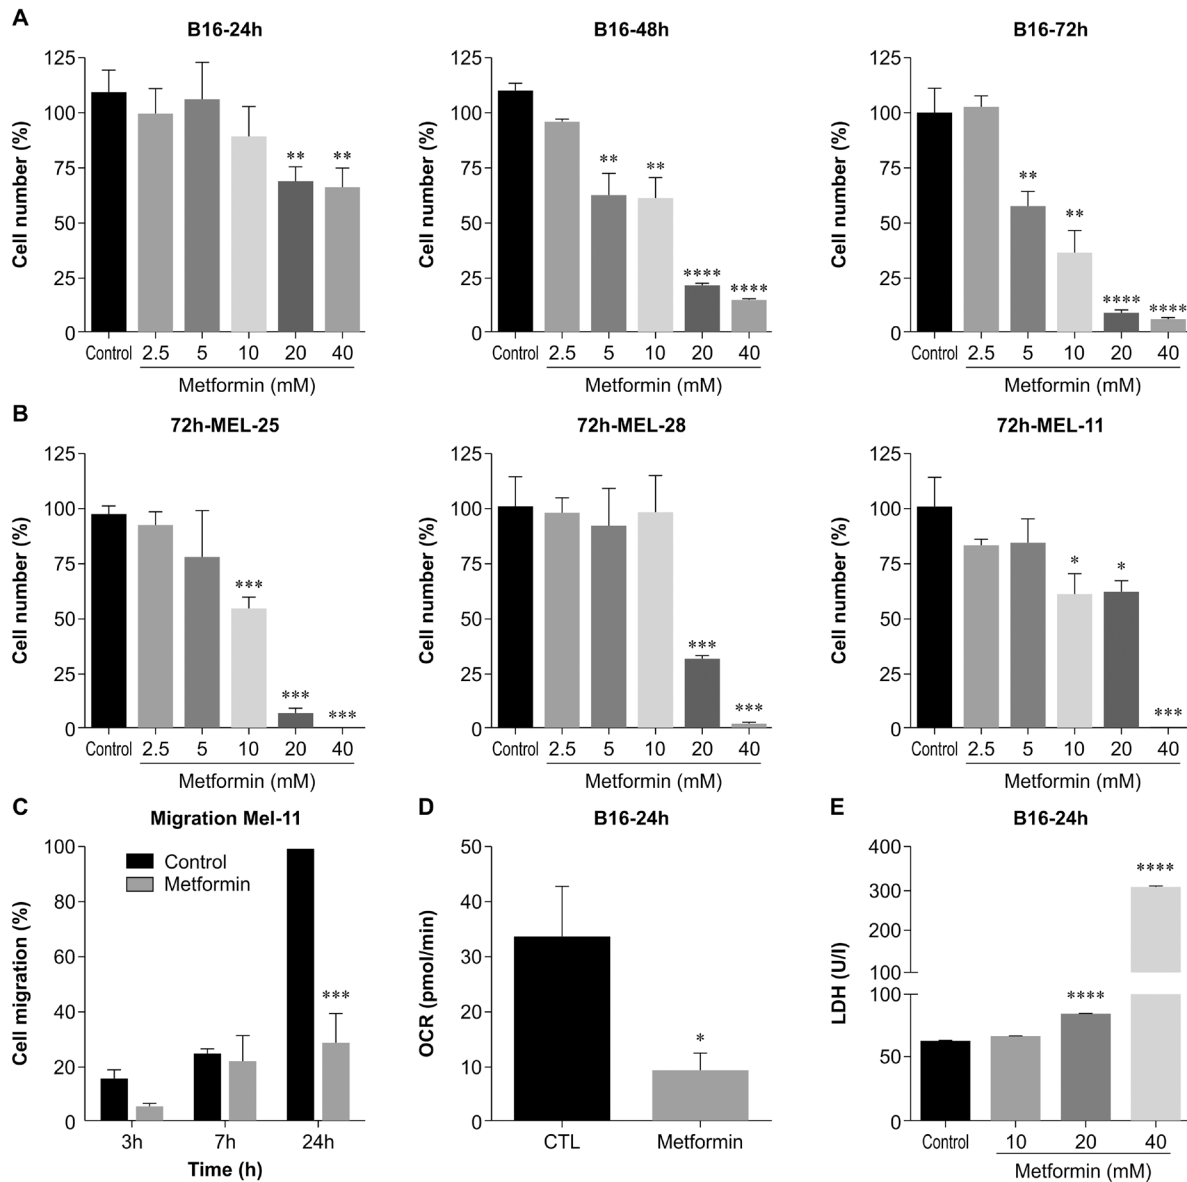 A
B16-24h
B16-48h
B16-72h
Cell number (%)
125
100
75
50
25
0
** **
Control 2.5 5 10 20 40
Metformin (mM)
Cell number (%)
125
100
75
50
25
0
** ** **** ****
Control 2.5 5 10 20 40
Metformin (mM)
Cell number (%)
125
100
75
50
25
0
** ** **** ****
Control 2.5 5 10 20 40
Metformin (mM)
B
72h-MEL-25
72h-MEL-28
72h-MEL-11
Cell number (%)
125
100
75
50
25
0
*** *** ***
Control 2.5 5 10 20 40
Metformin (mM)
Cell number (%)
125
100
75
50
25
0
*** ***
Control 2.5 5 10 20 40
Metformin (mM)
Cell number (%)
125
100
75
50
25
0
* * ***
Control 2.5 5 10 20 40
Metformin (mM)
C
Migration Mel-11
Cell migration (%)
100
80
60
40
20
0
Control
Metformin
***
3h 7h 24h
Time (h)
D
B16-24h
OCR (pmol/min)
50
40
30
20
10
0
*
CTL Metformin
E
B16-24h
LDH (U/l)
400
300
200
100
100
50
0
**** ****
Control 10 20 40
Metformin (mM)